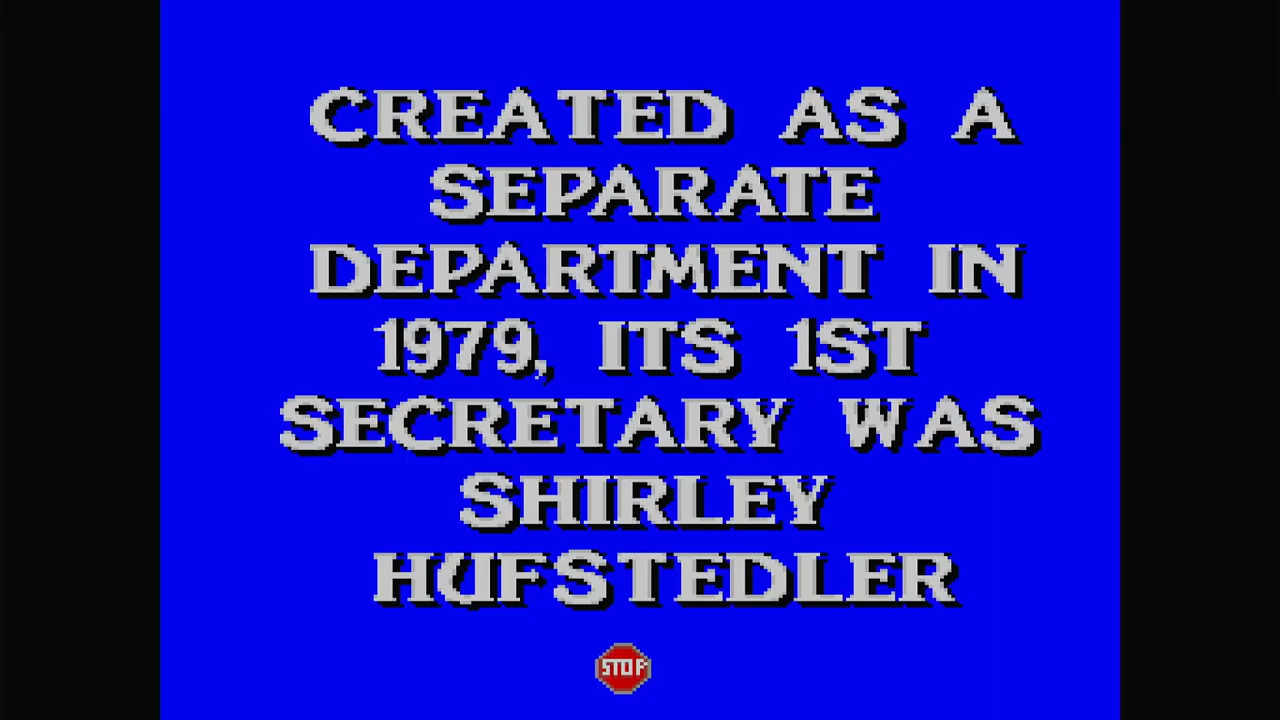 CREATED AS A
SEPARATE
DEPARTMENT IN
1979, ITS 1ST
SECRETARY WAS
SHIRLEY
HUFSTEDLER
STOP